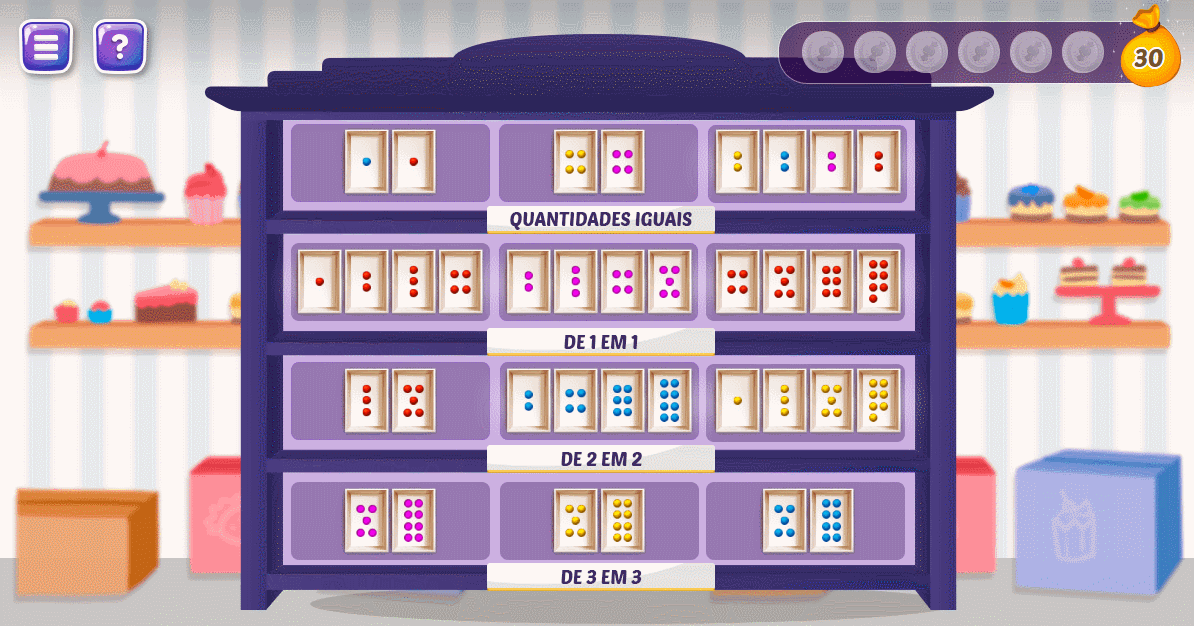 ?
30
QUANTIDADES IGUAIS
DE 1 EM 1
DE 2 EM 2
DE 3 EM 3